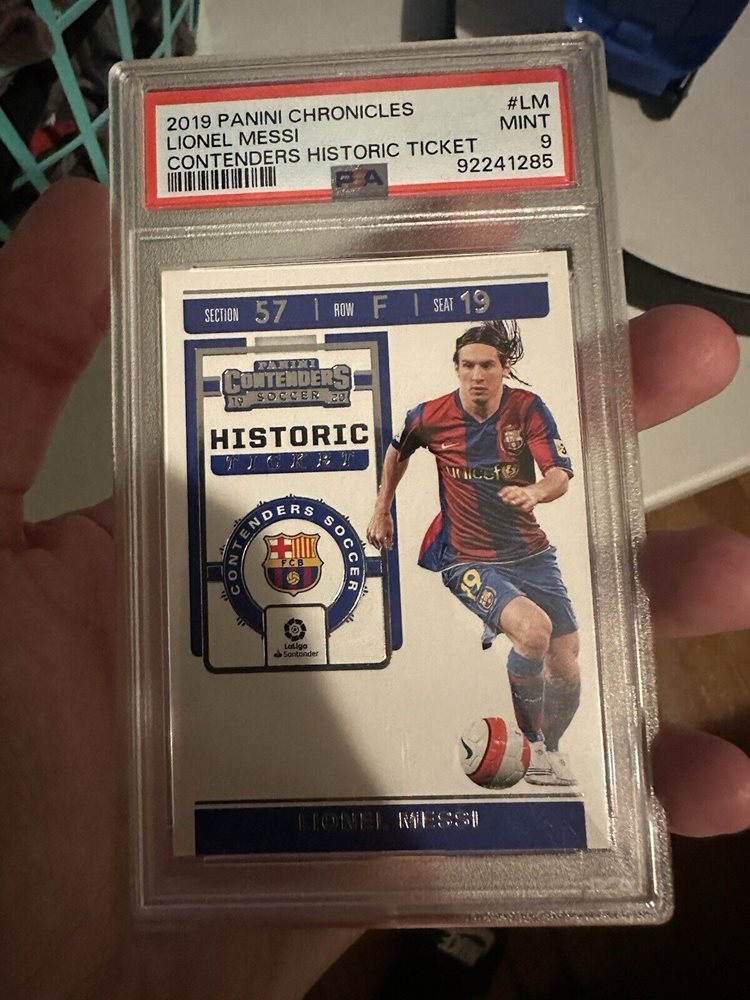 2019 PANINI CHRONICLES #LM
LIONEL MESSI MINT
CONTENDERS HISTORIC TICKET 9
PSA 92241285
SECTION 57 ROW F SEAT 19
PANINI
CONTENDERS
19 SOCCER 20
HISTORIC
TICKET
CONTENDERS SOCCER
FCB
LaLiga
Santander
unicef
19
LIONEL MESSI